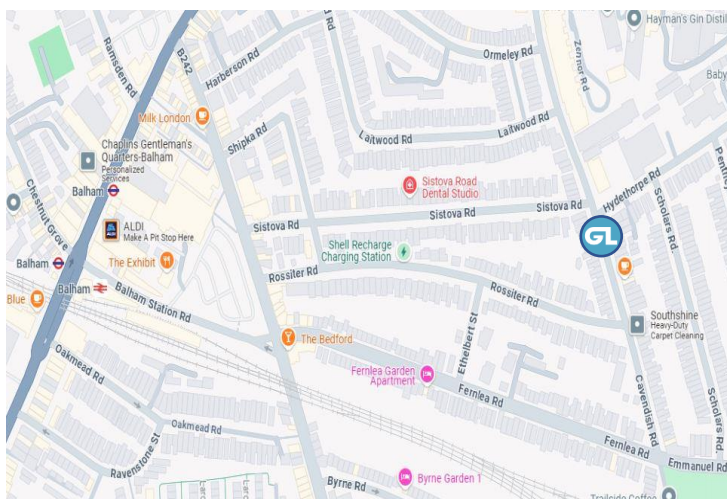 Hayman's Gin Distil
Ormeley Rd
Zennor Rd
Baby
B242
Harberson Rd
Ramsden Rd
Milk London
Laitwood Rd
Laitwood Rd
Shipka Rd
Chaplins Gentleman's
Quarters-Balham
Personalized
Services
Balham
Sistova Road
Dental Studio
Hydethorpe Rd
Penth
Scholars Rd
Sistova Rd
Sistova Rd
Sistova Rd
Chestnut Grove
ALDI
Make A Pit Stop Here
GL
Shell Recharge
Charging Station
The Exhibit
Balham
Rossiter Rd
Rossiter Rd
Balham
Blue
Balham Station Rd
Southshine
Heavy-Duty
Carpet Cleaning
The Bedford
Ethelbert St
Oakmead Rd
Fernlea Garden
Apartment
Fernlea Rd
Cavendish Rd
Scholars Rd
Oakmead Rd
Fernlea Rd
Emmanuel Rd
Ravenstone St
Byrne Rd
Byrne Garden 1
Trailside Coffee